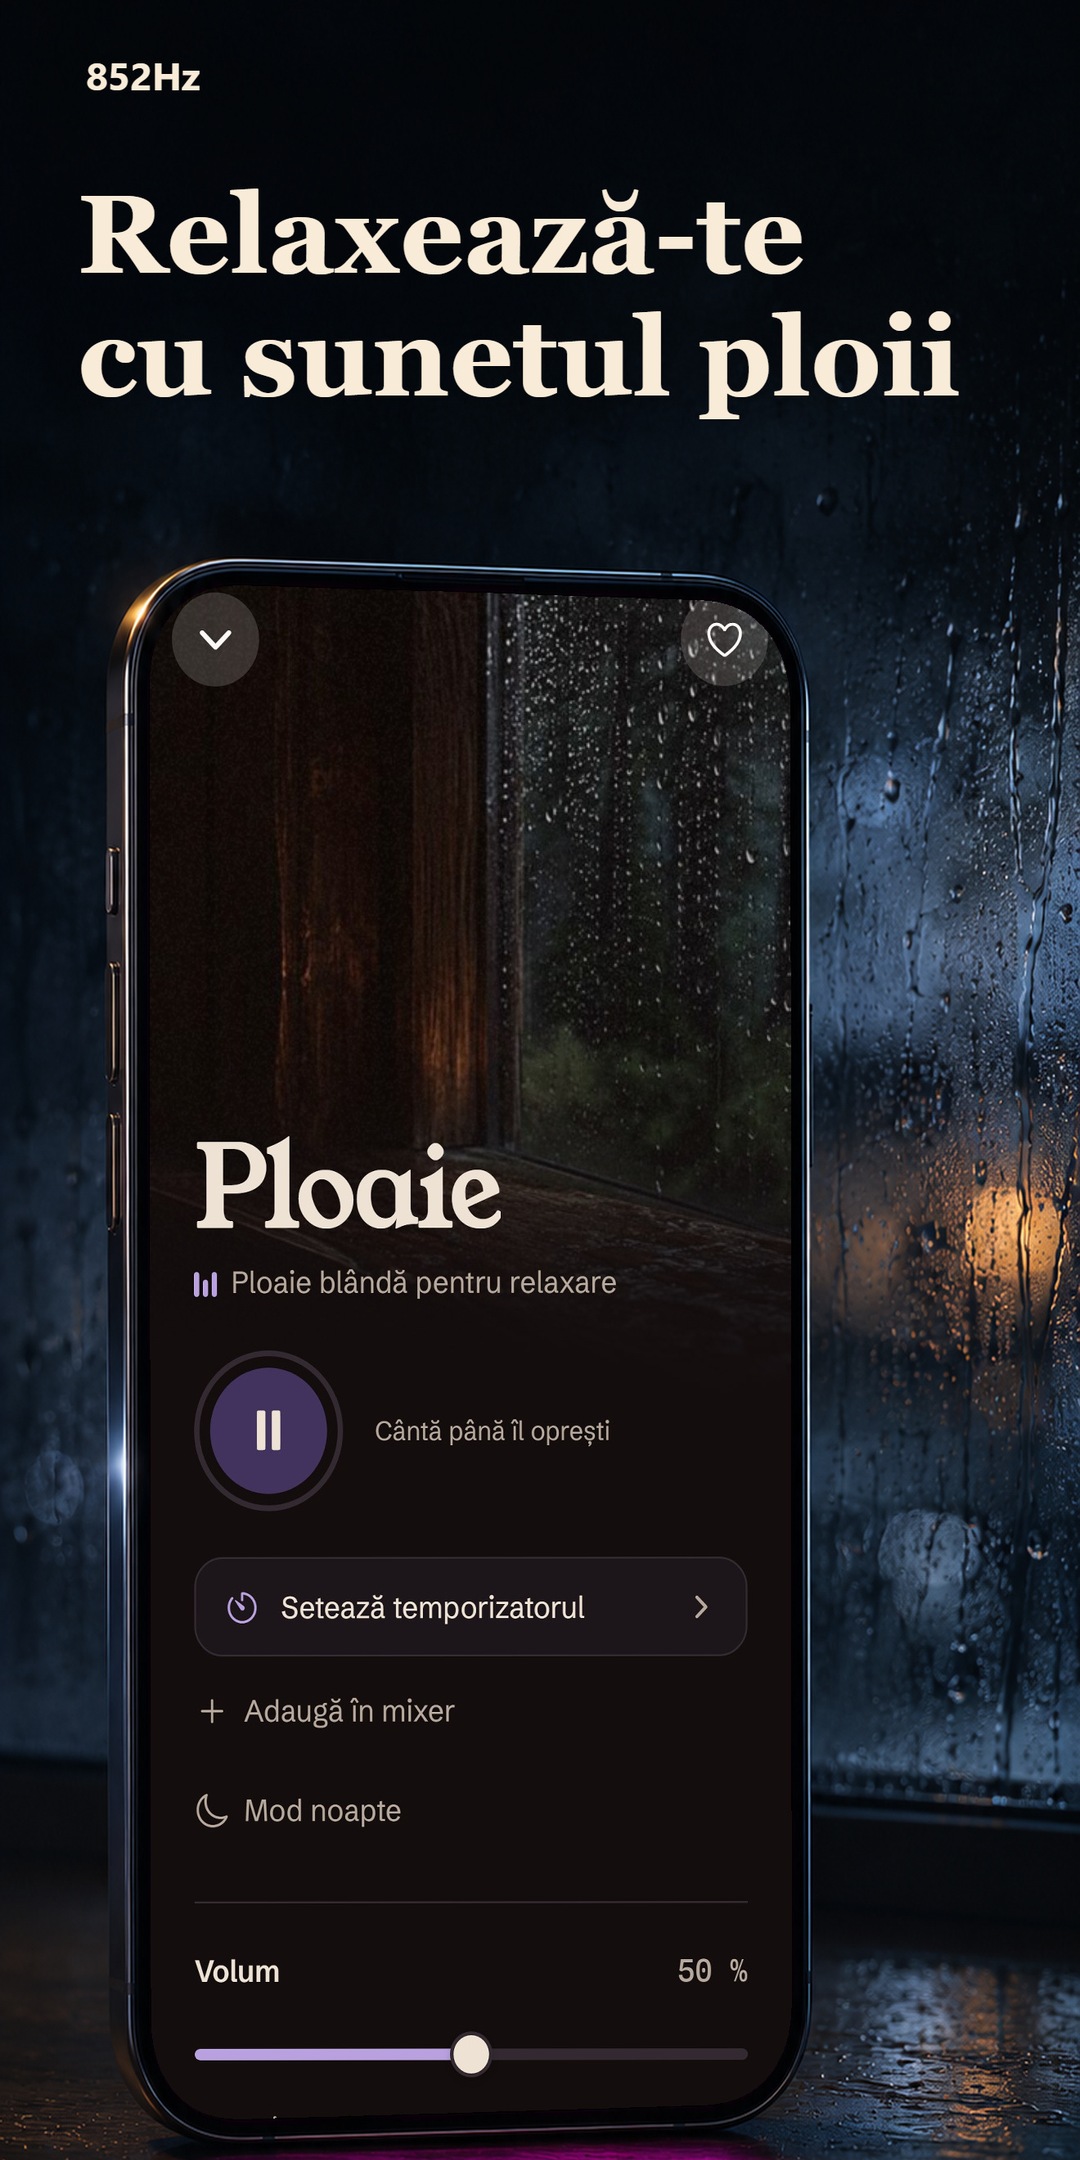 852Hz
Relaxează-te
cu sunetul ploii
Ploaie
Ploaie blândă pentru relaxare
Cântă până îl oprești
Setează temporizatorul
Adaugă în mixer
Mod noapte
Volum 50 %